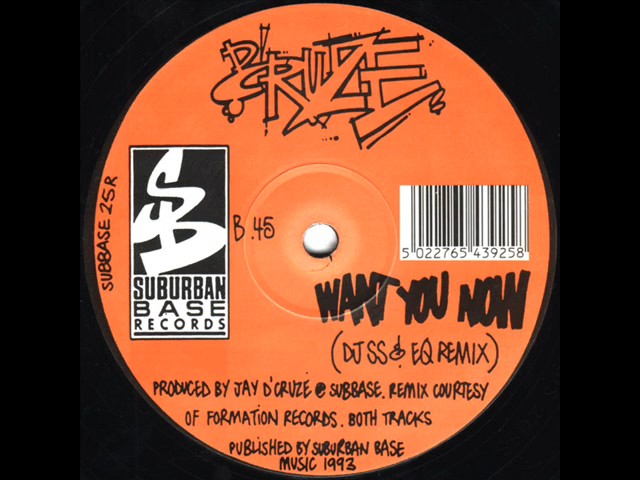 D'CRUZE
SUBBASE 25R
SUBURBAN
BASE
RECORDS
B.45
5 022765 439258
WANT YOU NOW
(DJ SS & EQ REMIX)
PRODUCED BY JAY D'CRUZE @ SUBBASE. REMIX COURTESY
OF FORMATION RECORDS. BOTH TRACKS
PUBLISHED BY SUBURBAN BASE
MUSIC 1993